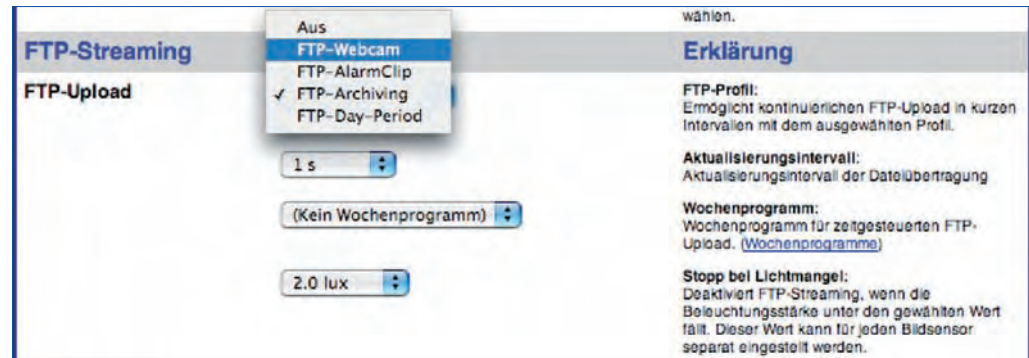 wählen.
Aus
FTP-Streaming
FTP-Webcam
Erklärung
FTP-AlarmClip
FTP-Upload
✓ FTP-Archiving
FTP-Day-Period
FTP-Profil:
Ermöglicht kontinuierlichen FTP-Upload in kurzen
Intervallen mit dem ausgewählten Profil.
1 s
Aktualisierungsintervall:
Aktualisierungsintervall der Dateiübertragung
(Kein Wochenprogramm)
Wochenprogramm:
Wochenprogramm für zeitgesteuerten FTP-
Upload. (Wochenprogramme)
2.0 lux
Stopp bei Lichtmangel:
Deaktiviert FTP-Streaming, wenn die
Beleuchtungsstärke unter den gewählten Wert
fällt. Dieser Wert kann für jeden Bildsensor
separat eingestellt werden.